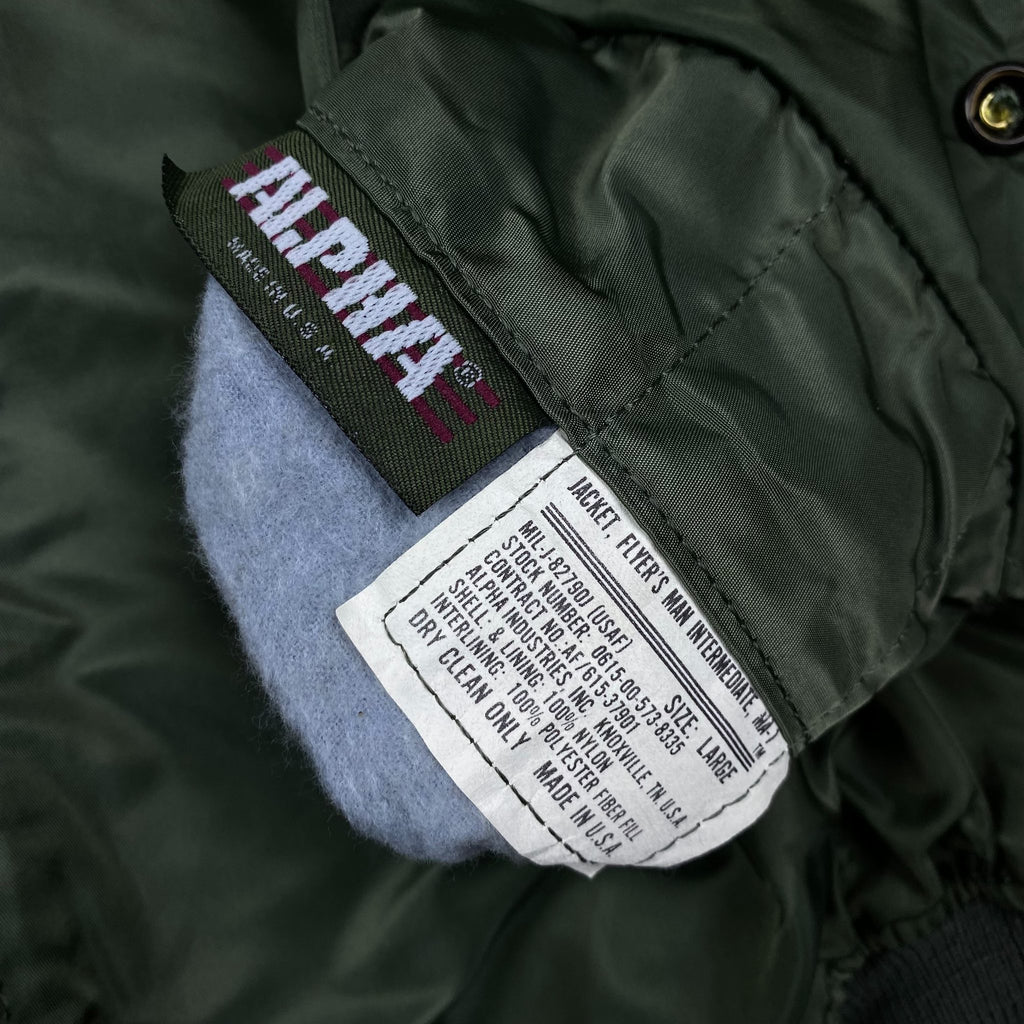 ALPHA®
MADE IN U S A
JACKET, FLYER'S MAN INTERMEDIATE, MA-1™
SIZE: LARGE
MIL-J-82790J (USAF)
STOCK NUMBER: 0615-00-573-8335
CONTRACT NO.:AF/615-37901
ALPHA INDUSTRIES INC, KNOXVILLE, TN. U.S.A.
SHELL & LINING: 100% NYLON
INTERLINING: 100% POLYESTER FIBER FILL
DRY CLEAN ONLY
MADE IN U.S.A.